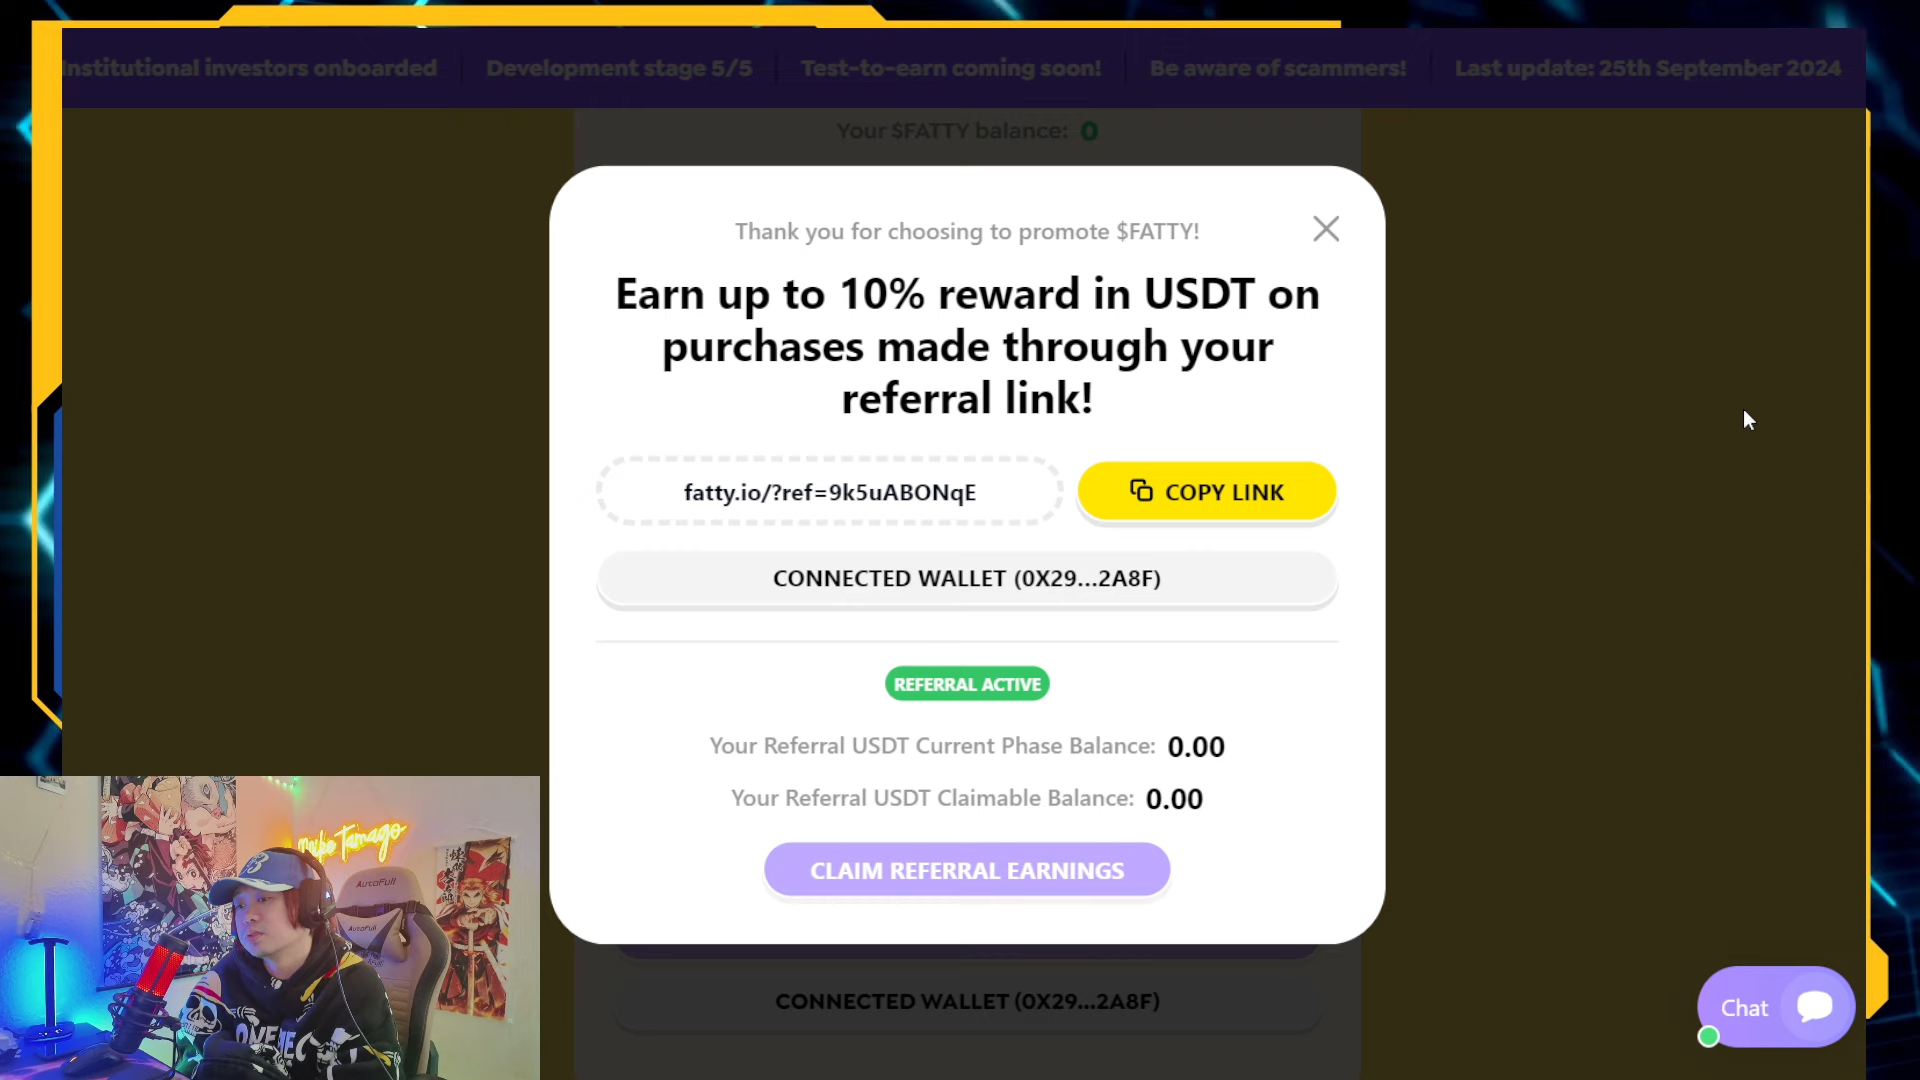 Institutional investors onboarded
Development stage 5/5
Test-to-earn coming soon!
Be aware of scammers!
Last update: 25th September 2024
Your $FATTY balance: 0
Thank you for choosing to promote $FATTY!
Earn up to 10% reward in USDT on
purchases made through your
referral link!
fatty.io/?ref=9k5uABONqE
COPY LINK
CONNECTED WALLET (0X29...2A8F)
REFERRAL ACTIVE
Your Referral USDT Current Phase Balance: 0.00
Your Referral USDT Claimable Balance: 0.00
CLAIM REFERRAL EARNINGS
CONNECTED WALLET (0X29...2A8F)
Chat
AutoFull
AutoFull